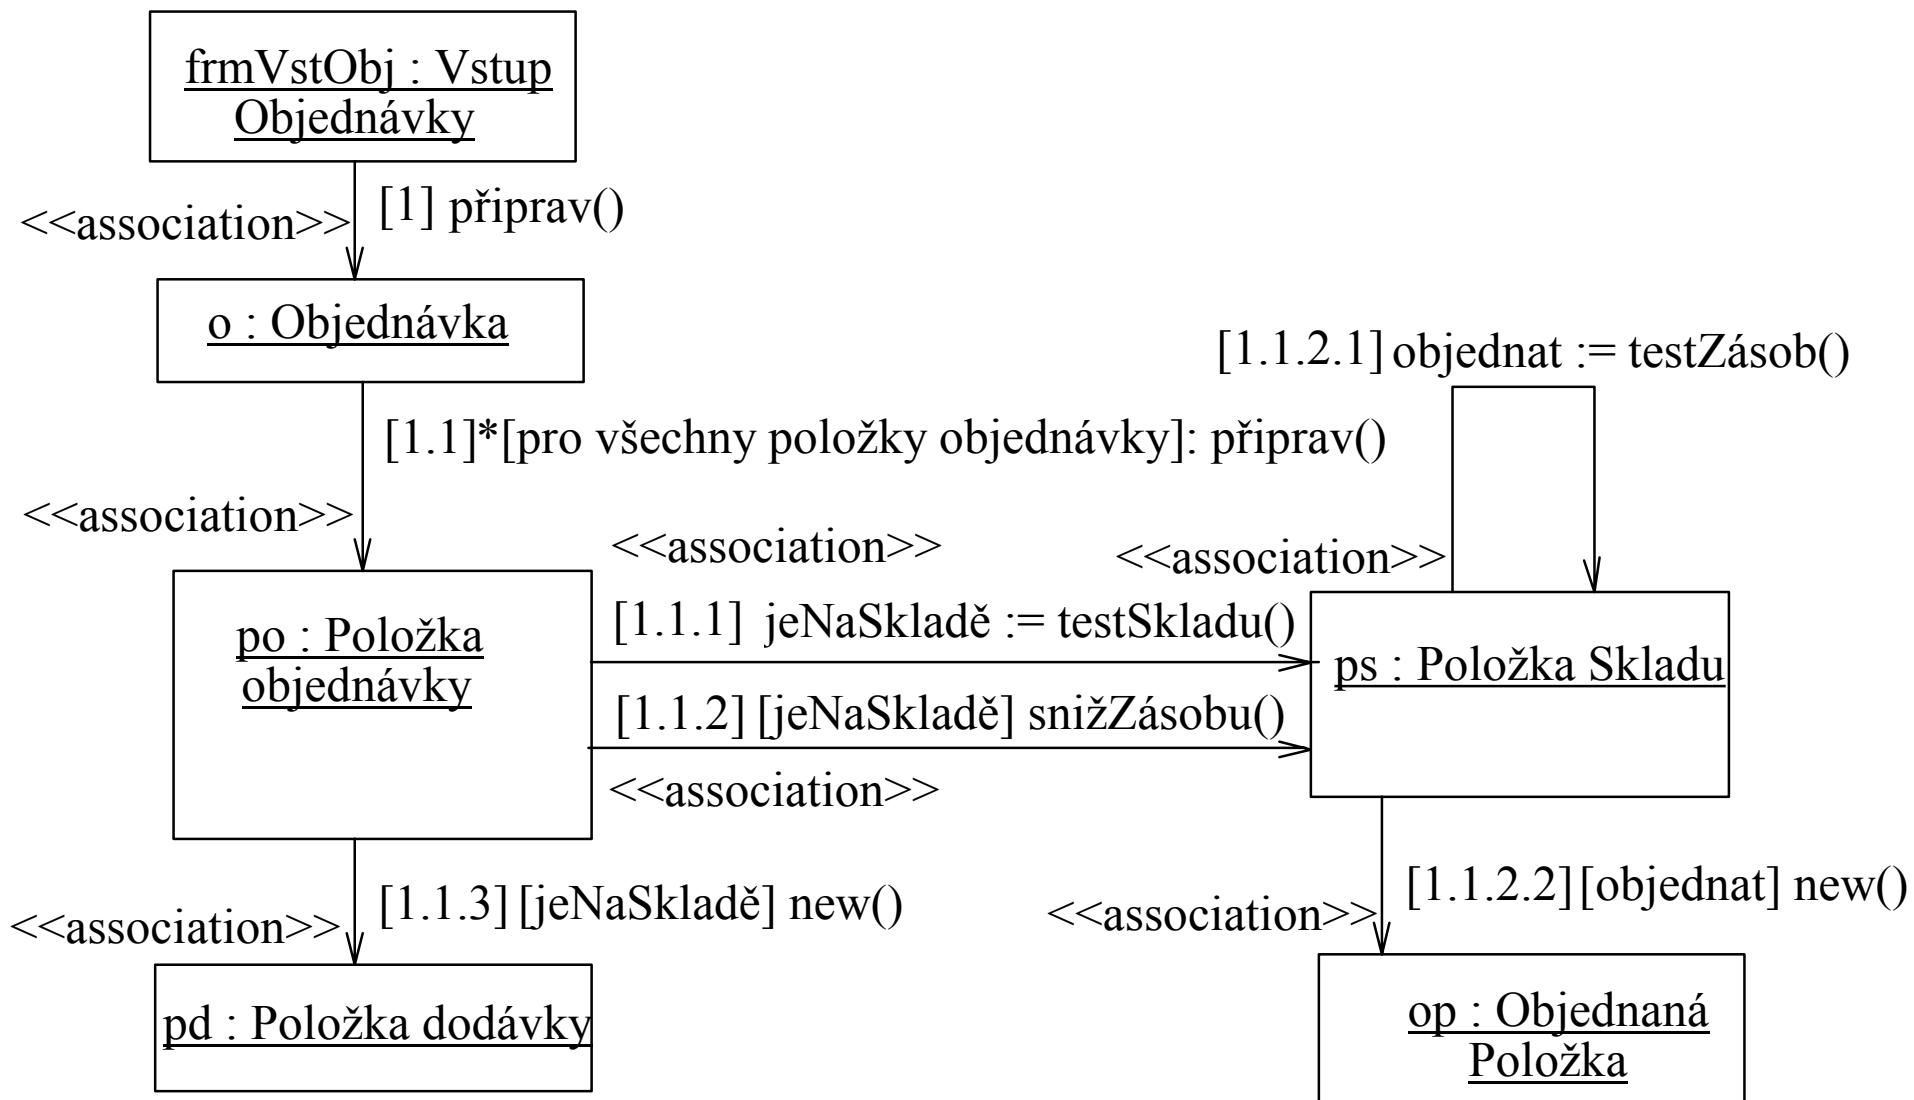 frmVstObj : Vstup
Objednávky
<<association>>
[1] připrav()
o : Objednávka
[1.1.2.1] objednat := testZásob()
[1.1]*[pro všechny položky objednávky]: připrav()
<<association>>
<<association>>
<<association>>
po : Položka
objednávky
[1.1.1] jeNaSkladě := testSkladu()
ps : Položka Skladu
[1.1.2] [jeNaSkladě] snižZásobu()
<<association>>
[1.1.3] [jeNaSkladě] new()
<<association>>
[1.1.2.2] [objednat] new()
<<association>>
pd : Položka dodávky
op : Objednaná
Položka